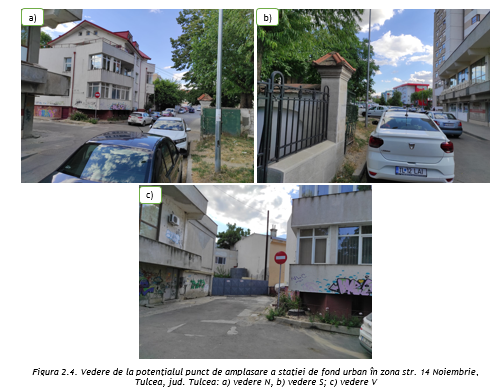 a)
b)
c)
Figura 2.4. Vedere de la potențialul punct de amplasare a stației de fond urban în zona str. 14 Noiembrie,
Tulcea, jud. Tulcea: a) vedere N, b) vedere S; c) vedere V